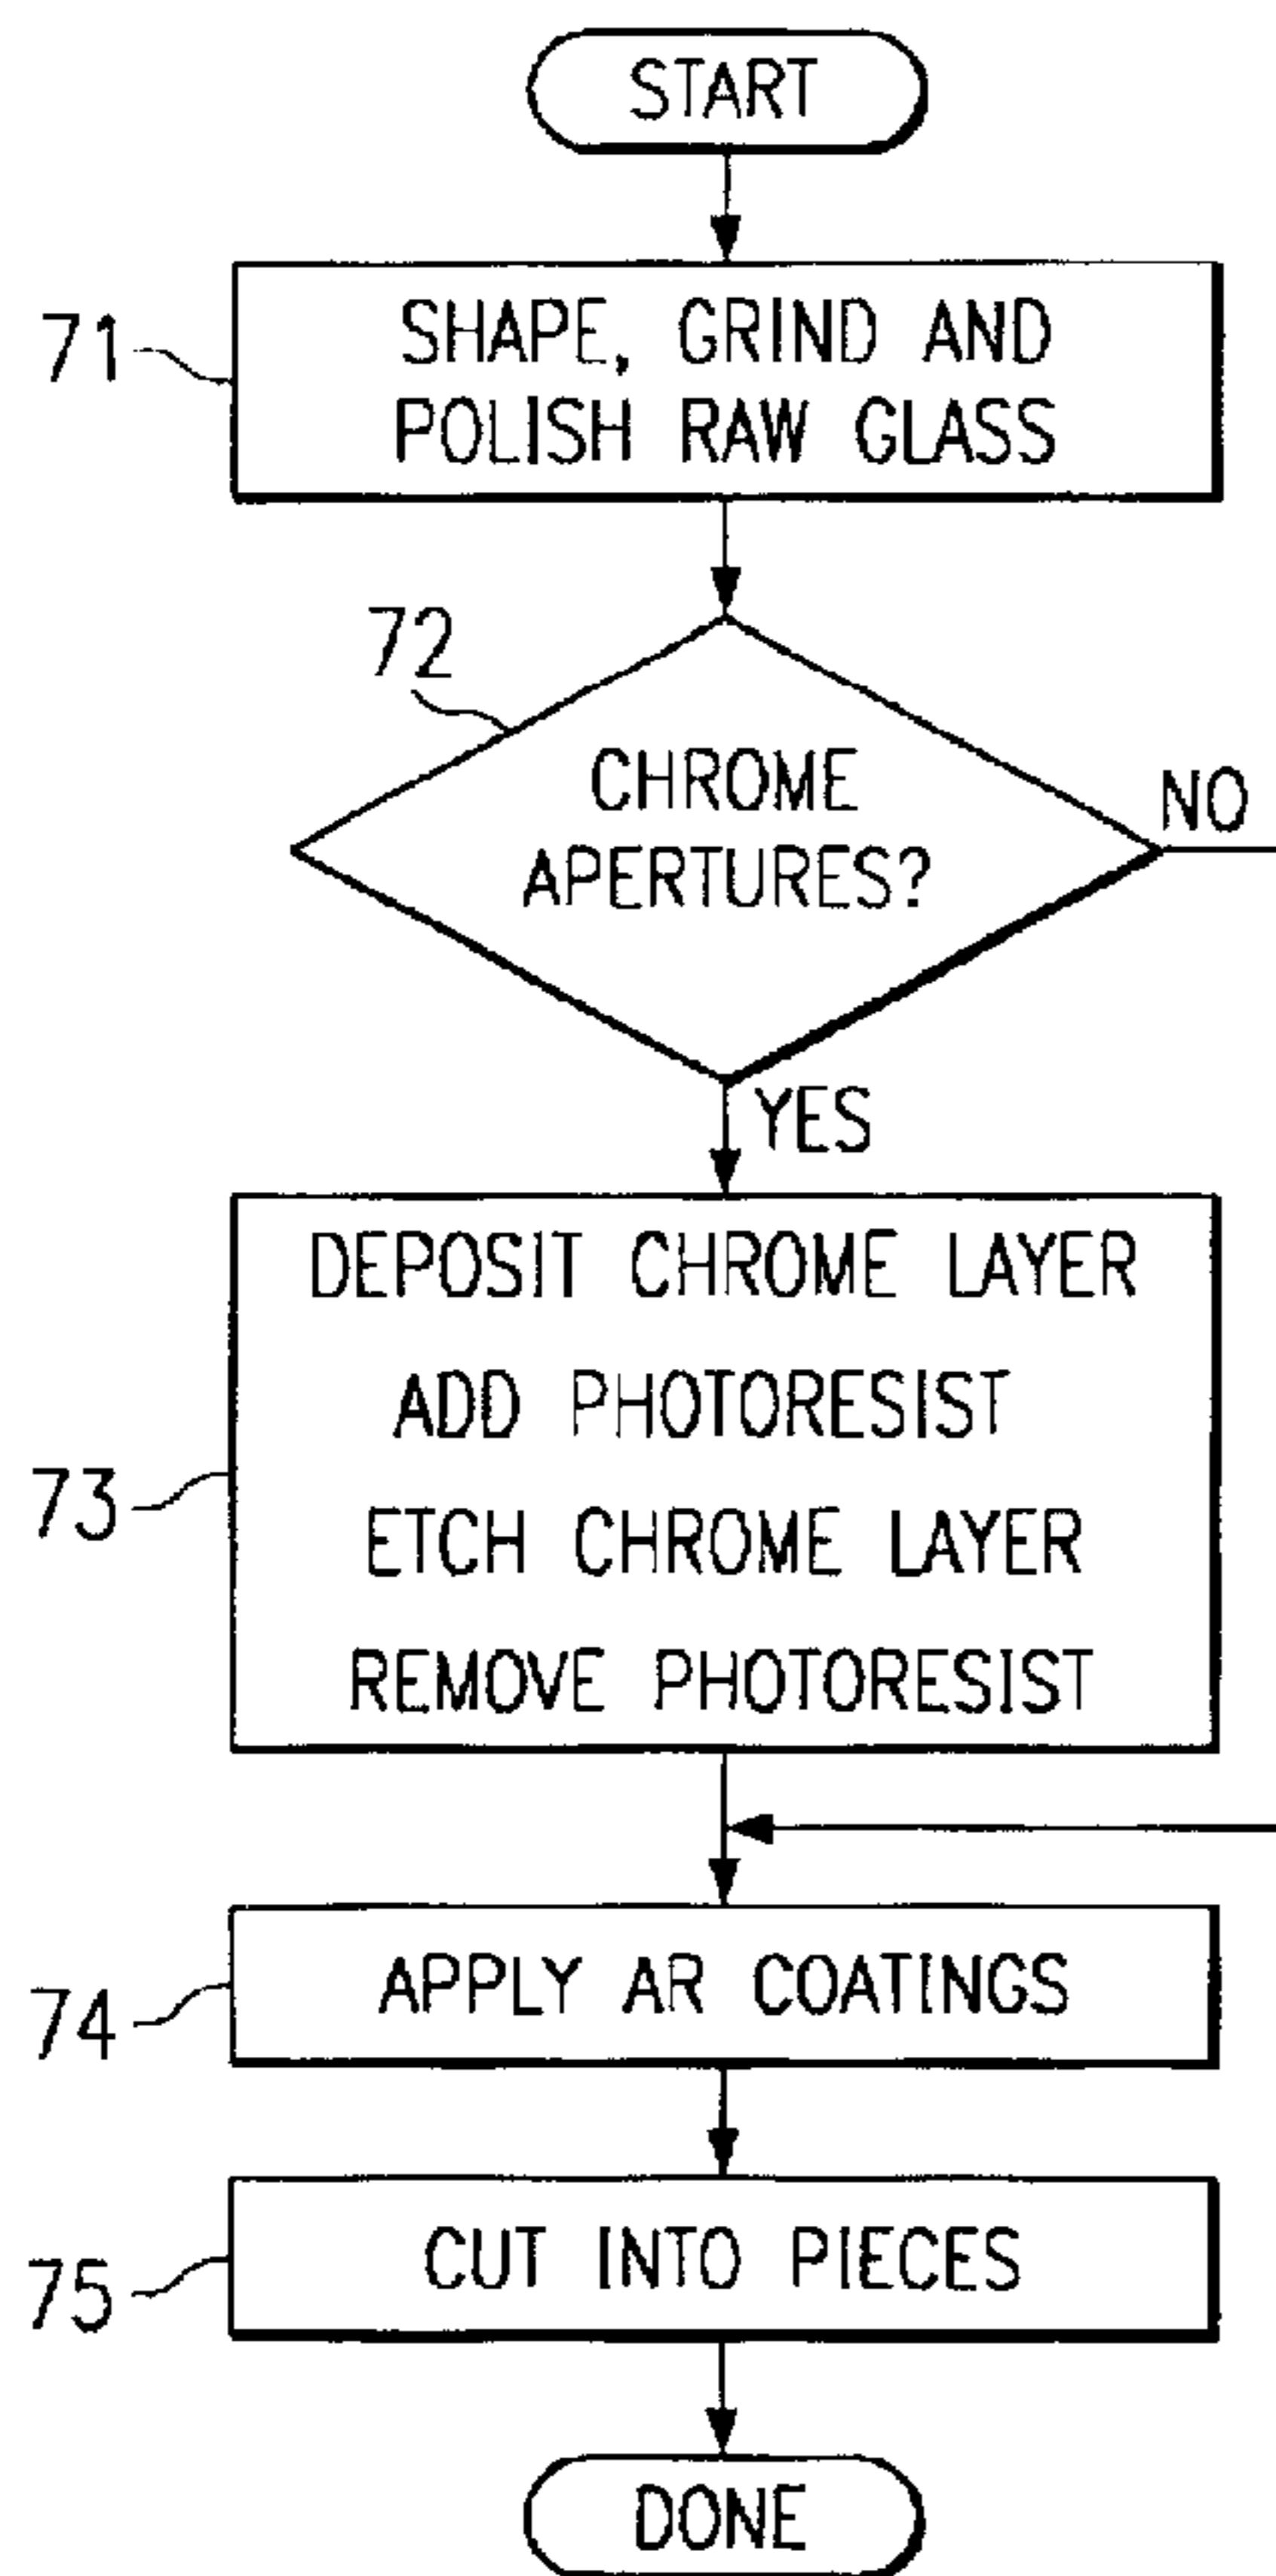 START
71
SHAPE, GRIND AND
POLISH RAW GLASS
72
CHROME
APERTURES?
NO
YES
73
DEPOSIT CHROME LAYER
ADD PHOTORESIST
ETCH CHROME LAYER
REMOVE PHOTORESIST
74
APPLY AR COATINGS
75
CUT INTO PIECES
DONE